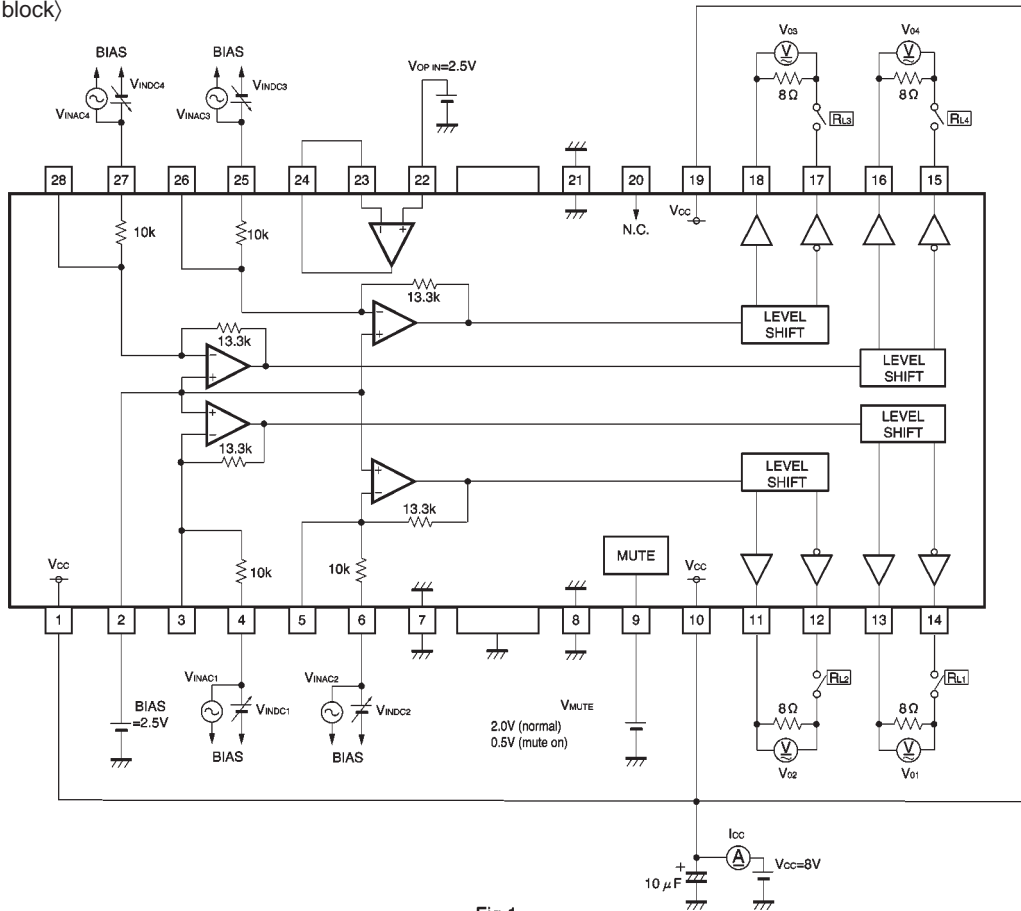 block〉
BIAS BIAS
VINDC4 VINDC3
VINAC4 VINAC3
VOP IN=2.5V
V03 V04
8Ω 8Ω
RL3 RL4
28 27 26 25 24 23 22 21 20 19 18 17 16 15
10k 10k
− +
N.C.
Vcc
13.3k
−
+
LEVEL
SHIFT
13.3k
−
+
LEVEL
SHIFT
+
−
13.3k
LEVEL
SHIFT
+
−
13.3k
LEVEL
SHIFT
10k 10k
MUTE
Vcc Vcc
1 2 3 4 5 6 7 8 9 10 11 12 13 14
BIAS
=2.5V
VINAC1 VINAC2
VINDC1 VINDC2
BIAS BIAS
VMUTE
2.0V (normal)
0.5V (mute on)
RL2 RL1
8Ω 8Ω
V V
V02 V01
Icc
+ A Vcc=8V
10 μF
Fig.1